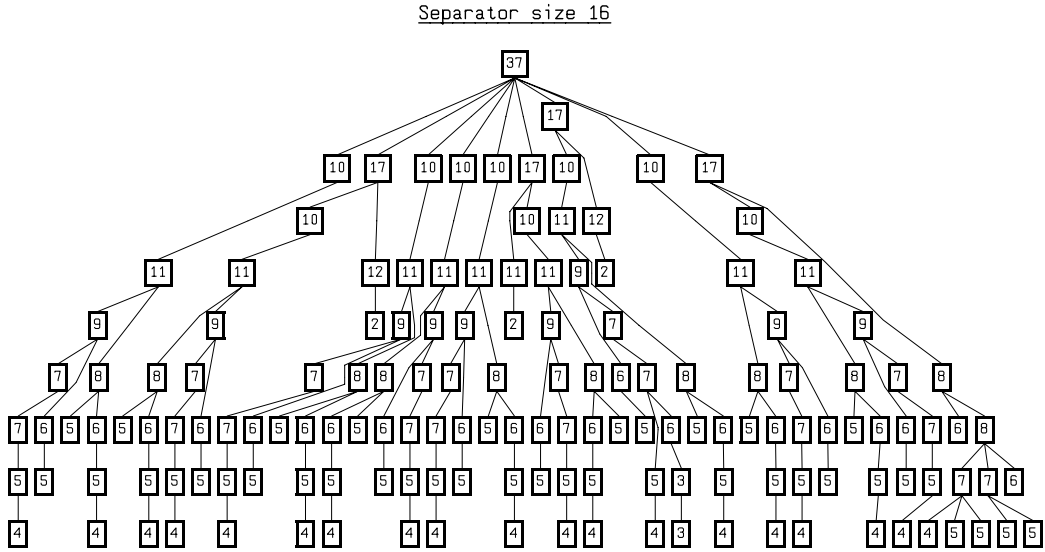 Separator size 16
37
17
10 17 10 10 10 17 10 10 17
10 10 11 12 10
11 11 12 11 11 11 11 11 9 2 11 11
9 9 2 9 9 9 2 9 7 9 9
7 8 8 7 7 8 8 7 7 8 7 8 6 7 8 8 7 8 7 8
7 6 5 6 5 6 7 6 7 6 5 6 6 5 6 7 7 6 5 6 6 7 6 5 5 6 5 6 5 6 7 6 5 6 6 7 6 8
5 5 5 5 5 5 5 5 5 5 5 5 5 5 5 5 5 5 5 3 5 5 5 5 5 5 5 7 7 6
4 4 4 4 4 4 4 4 4 4 4 4 4 3 4 4 4 4 4 4 5 5 5 5